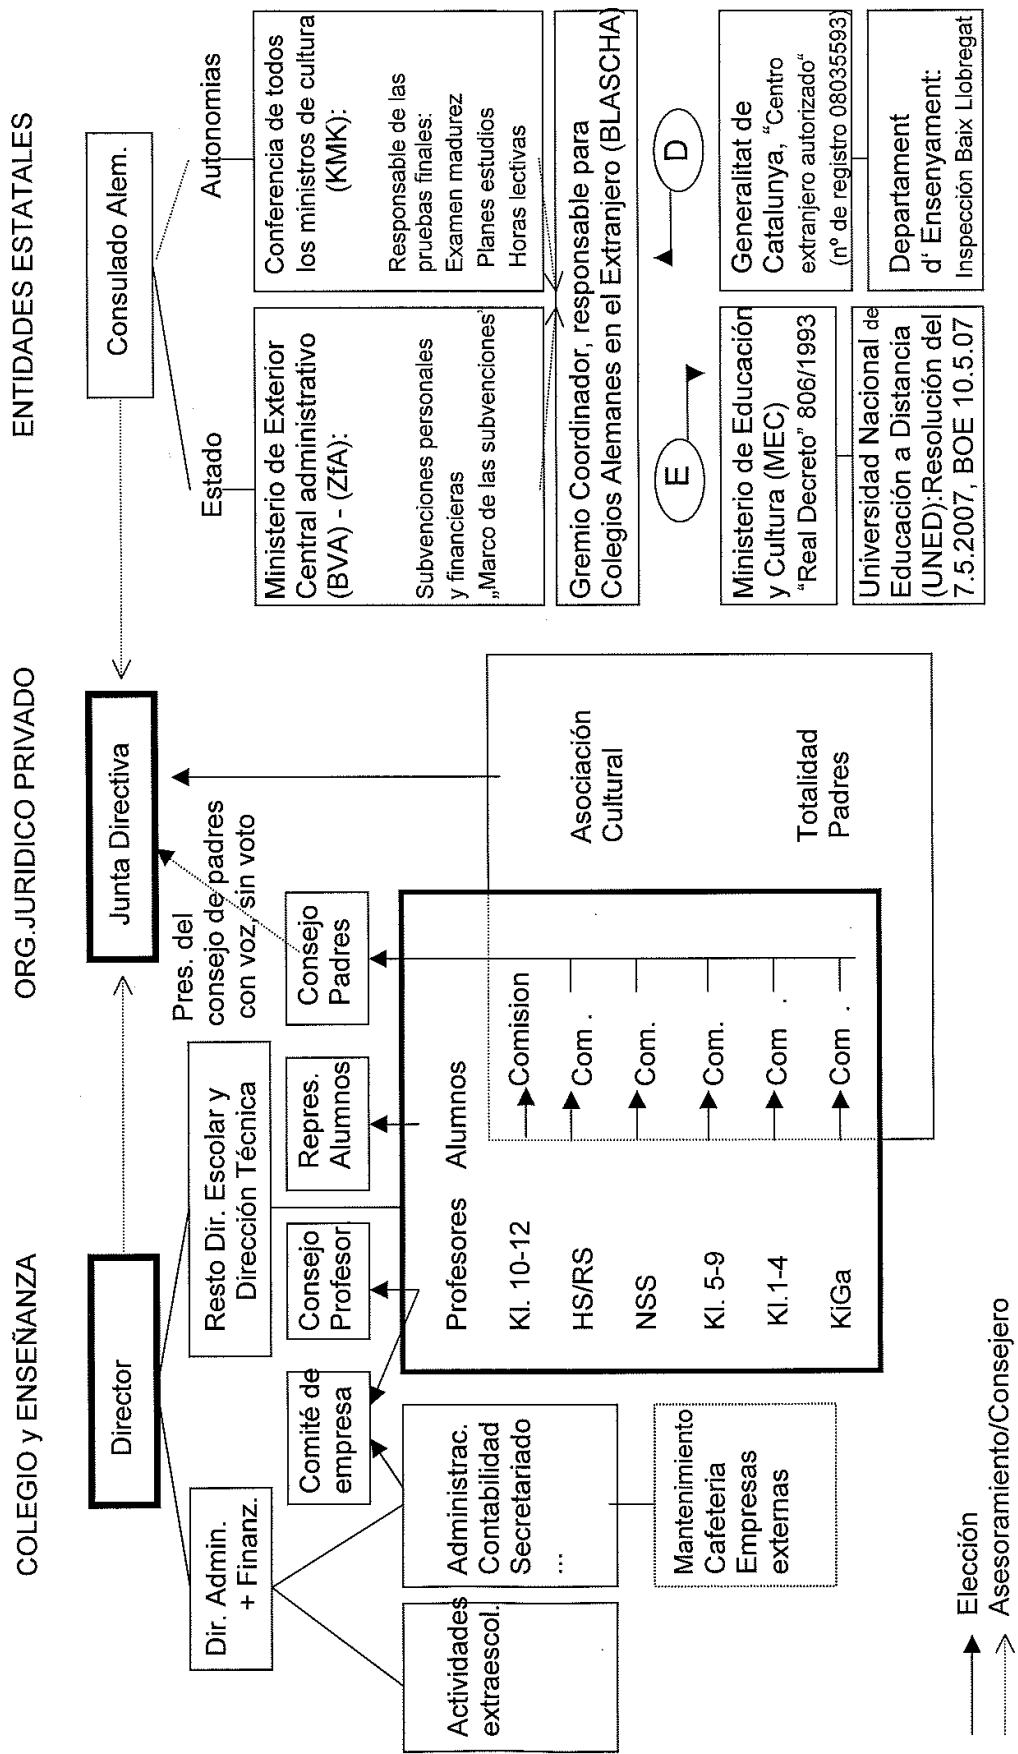 COLEGIO y ENSEÑANZA
ORG.JURIDICO PRIVADO
ENTIDADES ESTATALES
Director
Junta Directiva
Consulado Alem.
Dir. Admin.
+ Finanz.
Resto Dir. Escolar y
Dirección Técnica
Pres. del
consejo de padres
con voz, sin voto
Estado
Autonomias
Comité de
empresa
Consejo
Profesor.
Repres.
Alumnos
Consejo
Padres
Actividades
extraescol.
Administrac.
Contabilidad
Secretariado
...
Mantenimiento
Cafeteria
Empresas
externas
Profesores
Alumnos
Kl. 10-12
Comision
HS/RS
Com .
NSS
Com.
Kl. 5-9
Com.
Kl.1-4
Com .
KiGa
Com .
Asociación
Cultural
Totalidad
Padres
Ministerio de Exterior
Central administrativo
(BVA) - (ZfA):
Subvenciones personales
y financieras
„Marco de las subvenciones“
Conferencia de todos
los ministros de cultura
(KMK):
Responsable de las
pruebas finales:
Examen madurez
Planes estudios
Horas lectivas
Gremio Coordinador, responsable para
Colegios Alemanes en el Extranjero (BLASCHA)
E
D
Ministerio de Educación
y Cultura (MEC)
“Real Decreto” 806/1993
Universidad Nacional de
Educación a Distancia
(UNED):Resolución del
7.5.2007, BOE 10.5.07
Generalitat de
Catalunya, “Centro
extranjero autorizado“
(nº de registro 08035593)
Departament
d‘ Ensenyament:
Inspección Baix Llobregat
Elección
Asesoramiento/Consejero